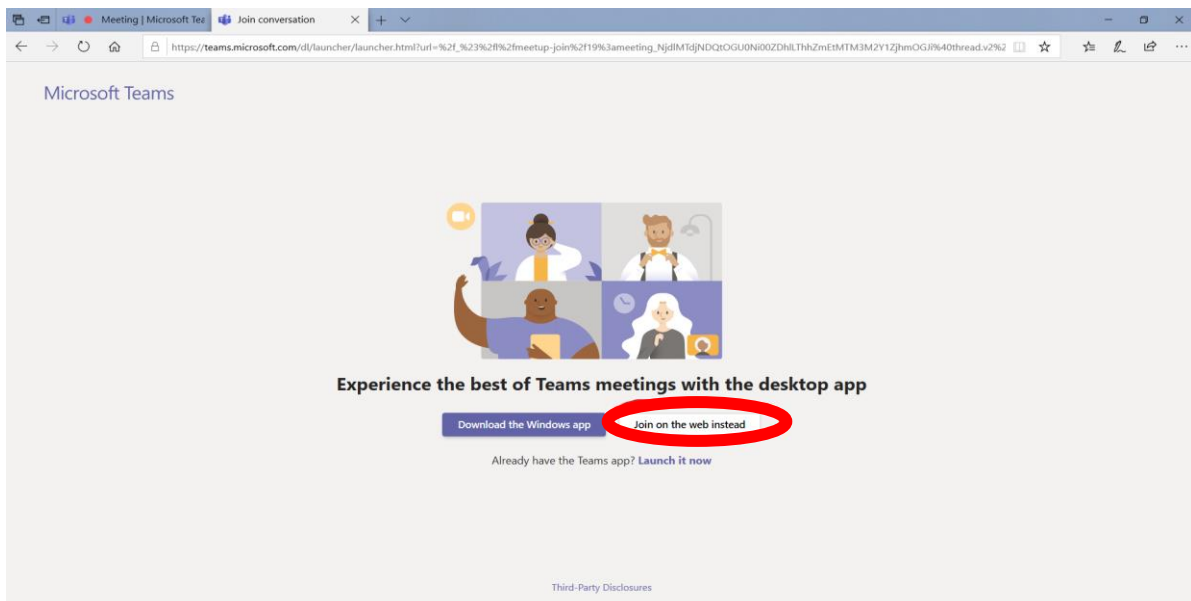 Meeting | Microsoft Tea
Join conversation
https://teams.microsoft.com/dl/launcher/launcher.html?url=%2f_%23%2fl%2fmeetup-join%2f19%3ameeting_NjdlMTdjNDQtOGU0Ni00ZDhlLThhZmEtMTM3M2Y1ZjhmOGJi%40thread.v2%2
Microsoft Teams
Experience the best of Teams meetings with the desktop app
Download the Windows app
Join on the web instead
Already have the Teams app? Launch it now
Third-Party Disclosures